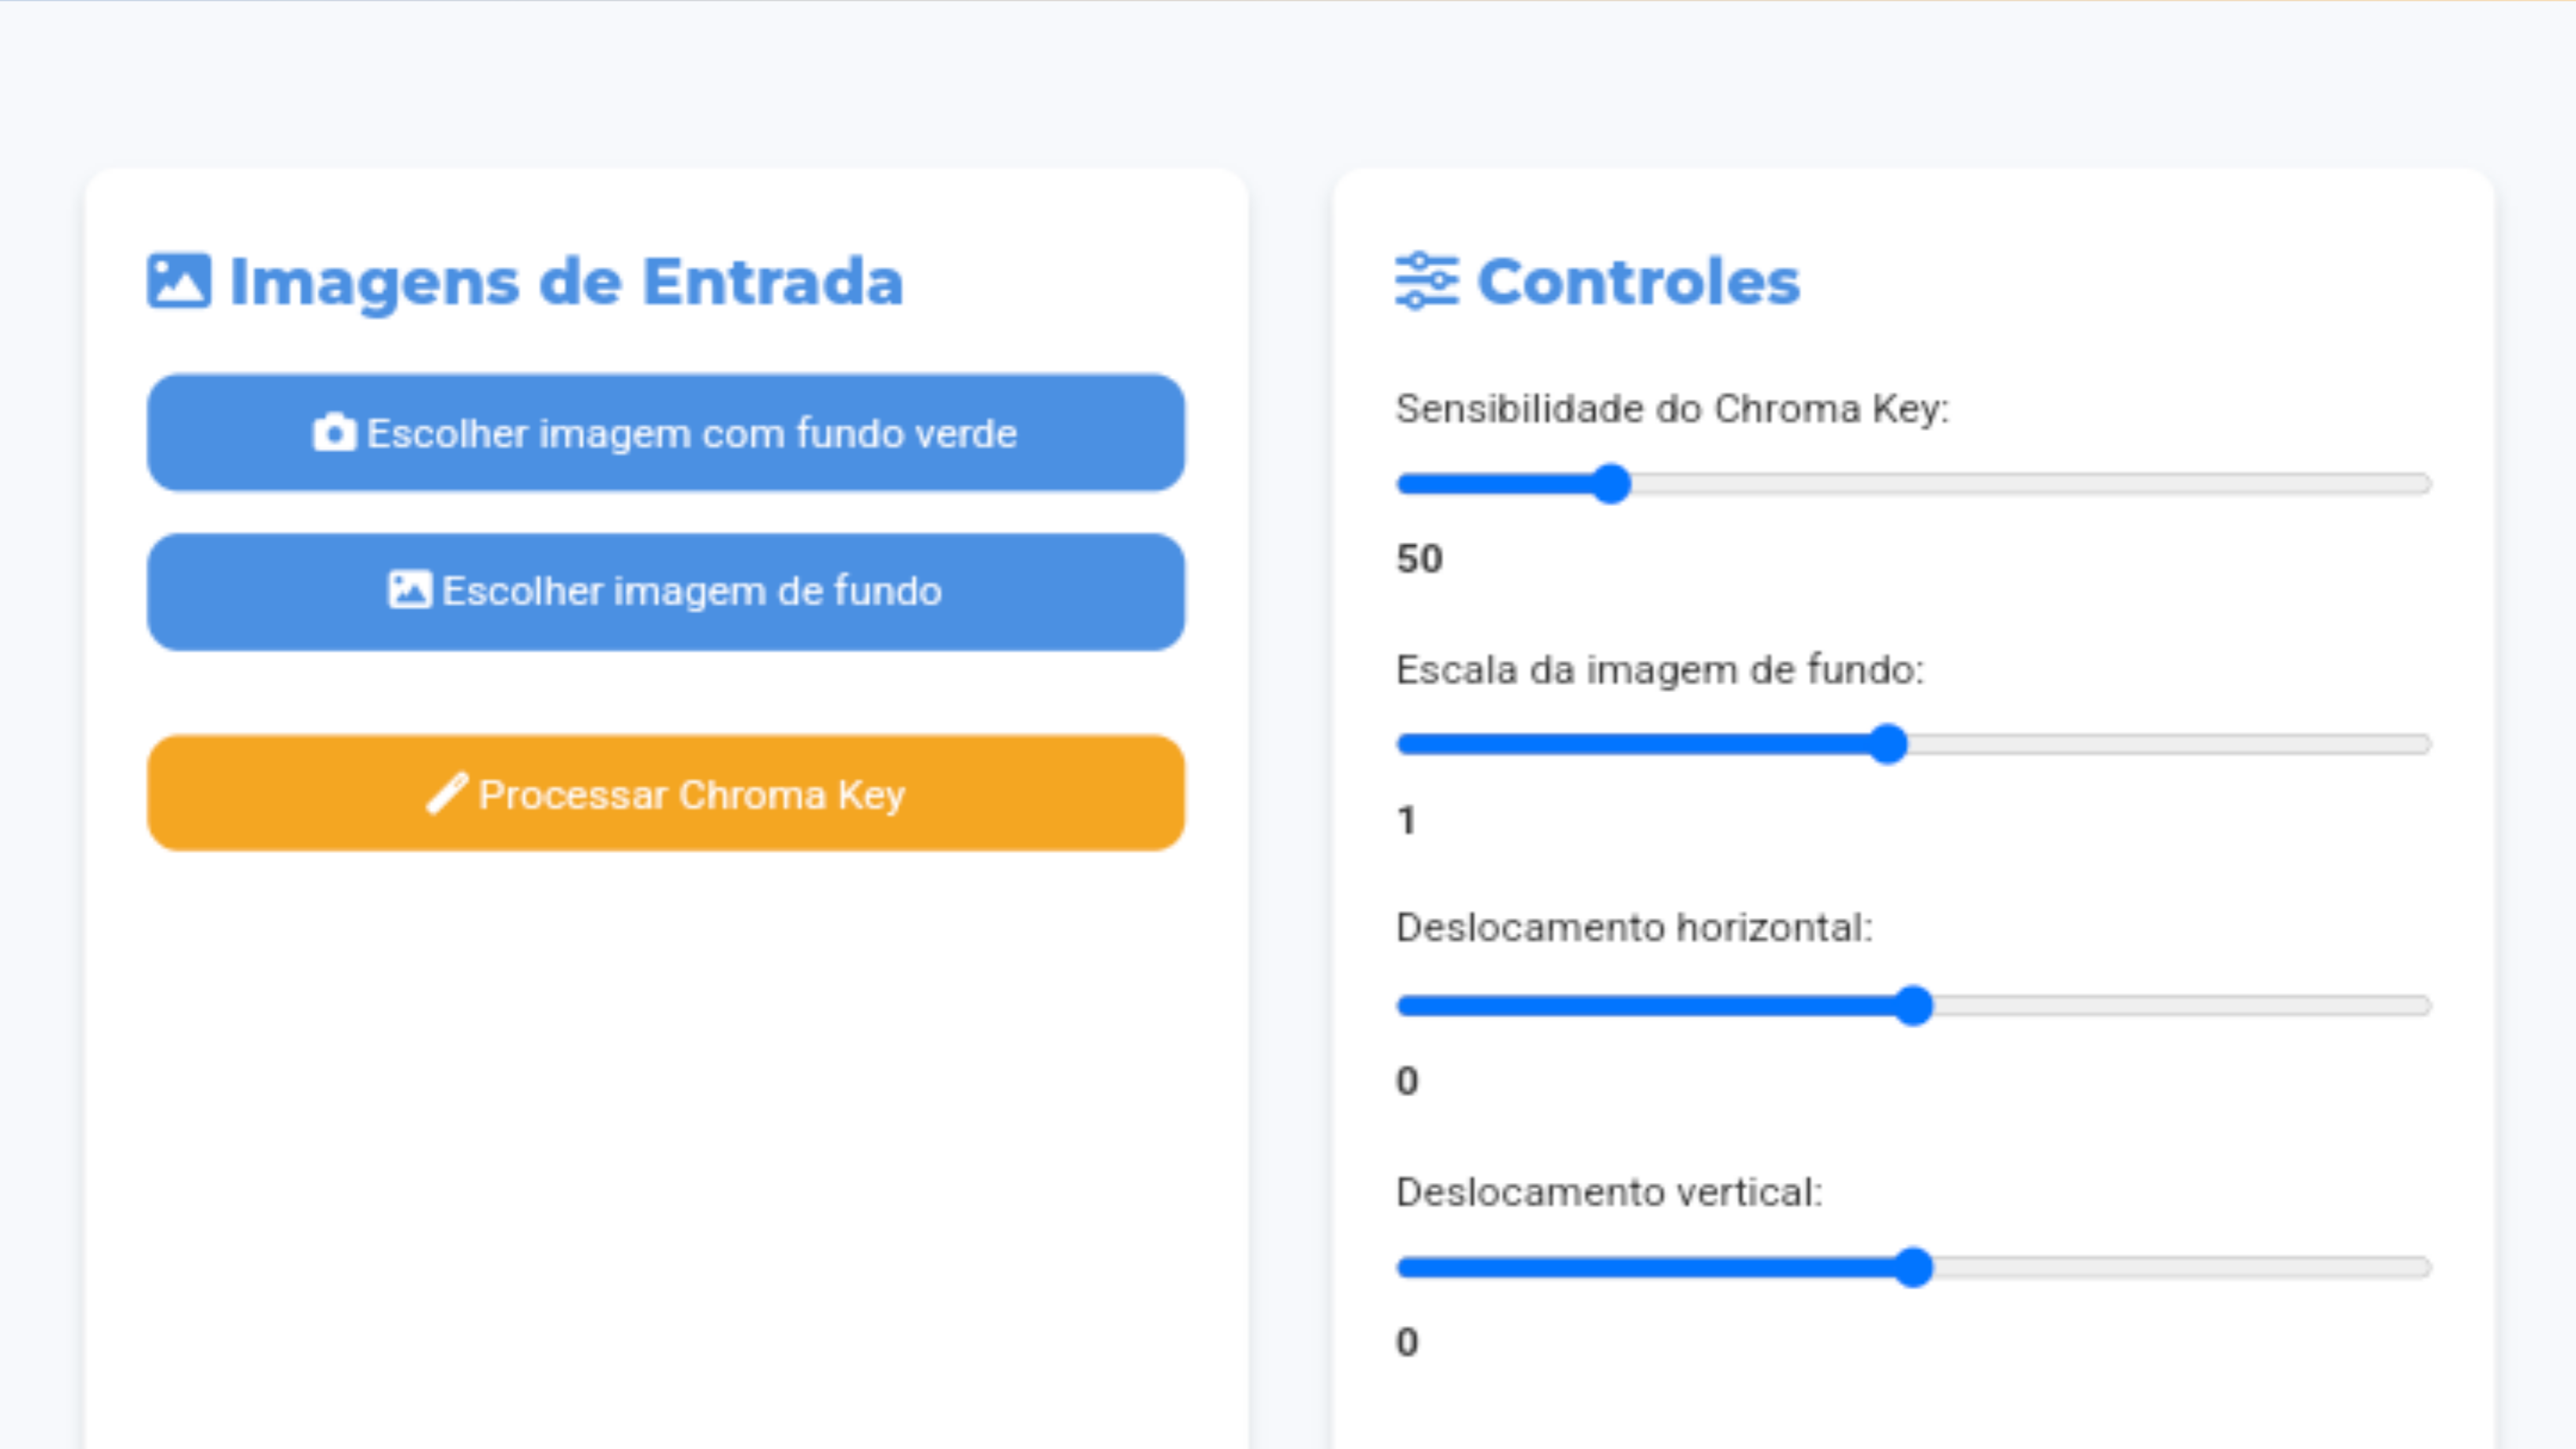 Imagens de Entrada
Escolher imagem com fundo verde
Escolher imagem de fundo
Processar Chroma Key
Controles
Sensibilidade do Chroma Key:
50
Escala da imagem de fundo:
1
Deslocamento horizontal:
0
Deslocamento vertical:
0